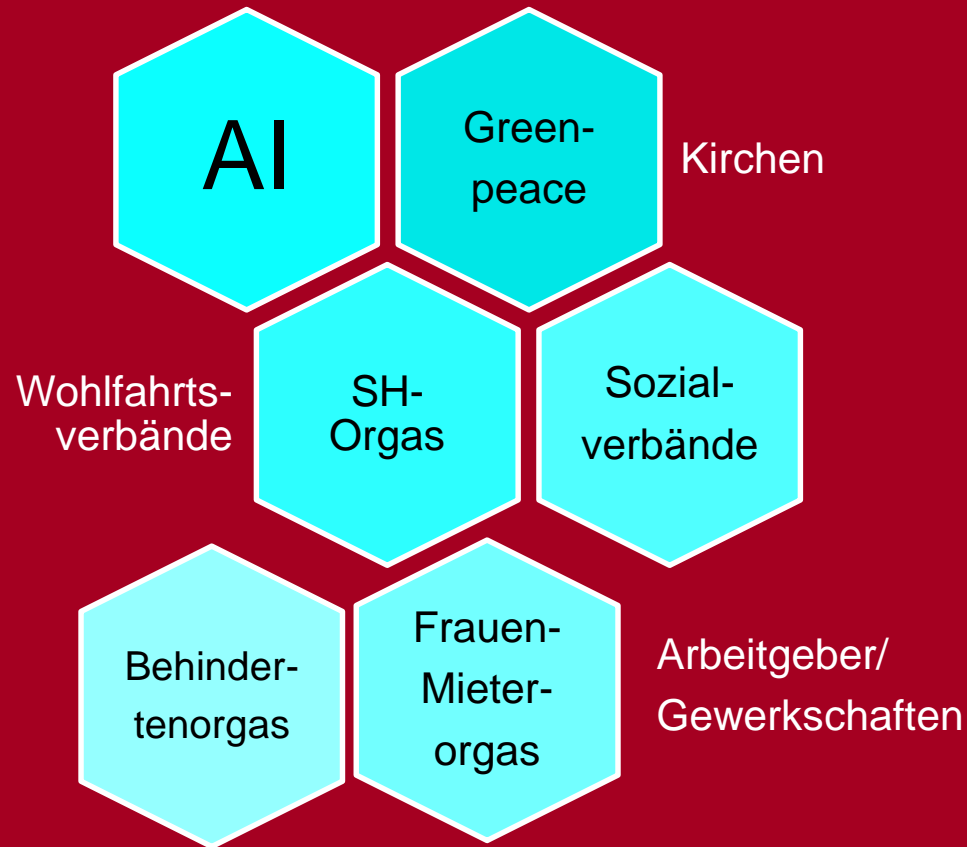 AI
Green-
peace
Kirchen
Wohlfahrts-
verbände
SH-
Orgas
Sozial-
verbände
Behinder-
tenorgas
Frauen-
Mieter-
orgas
Arbeitgeber/
Gewerkschaften